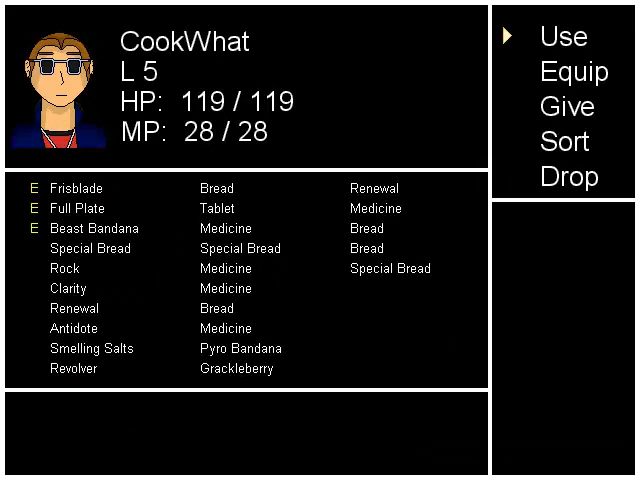 CookWhat
L 5
HP: 119 / 119
MP: 28 / 28
Use
Equip
Give
Sort
Drop
E Frisblade Bread Renewal
E Full Plate Tablet Medicine
E Beast Bandana Medicine Bread
Special Bread Special Bread Bread
Rock Medicine Special Bread
Clarity Medicine
Renewal Bread
Antidote Medicine
Smelling Salts Pyro Bandana
Revolver Grackleberry